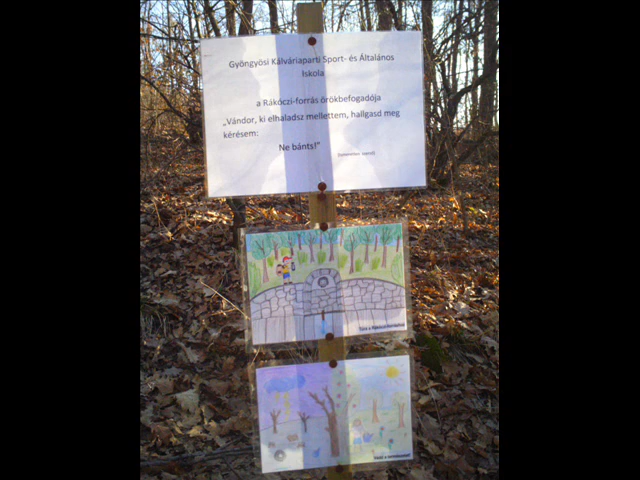 Gyöngyösi Kálváriaparti Sport- és Általános
Iskola
a Rákóczi-forrás örökbefogadója
„Vándor, ki elhaladsz mellettem, hallgasd meg
kérésem:
Ne bánts!”